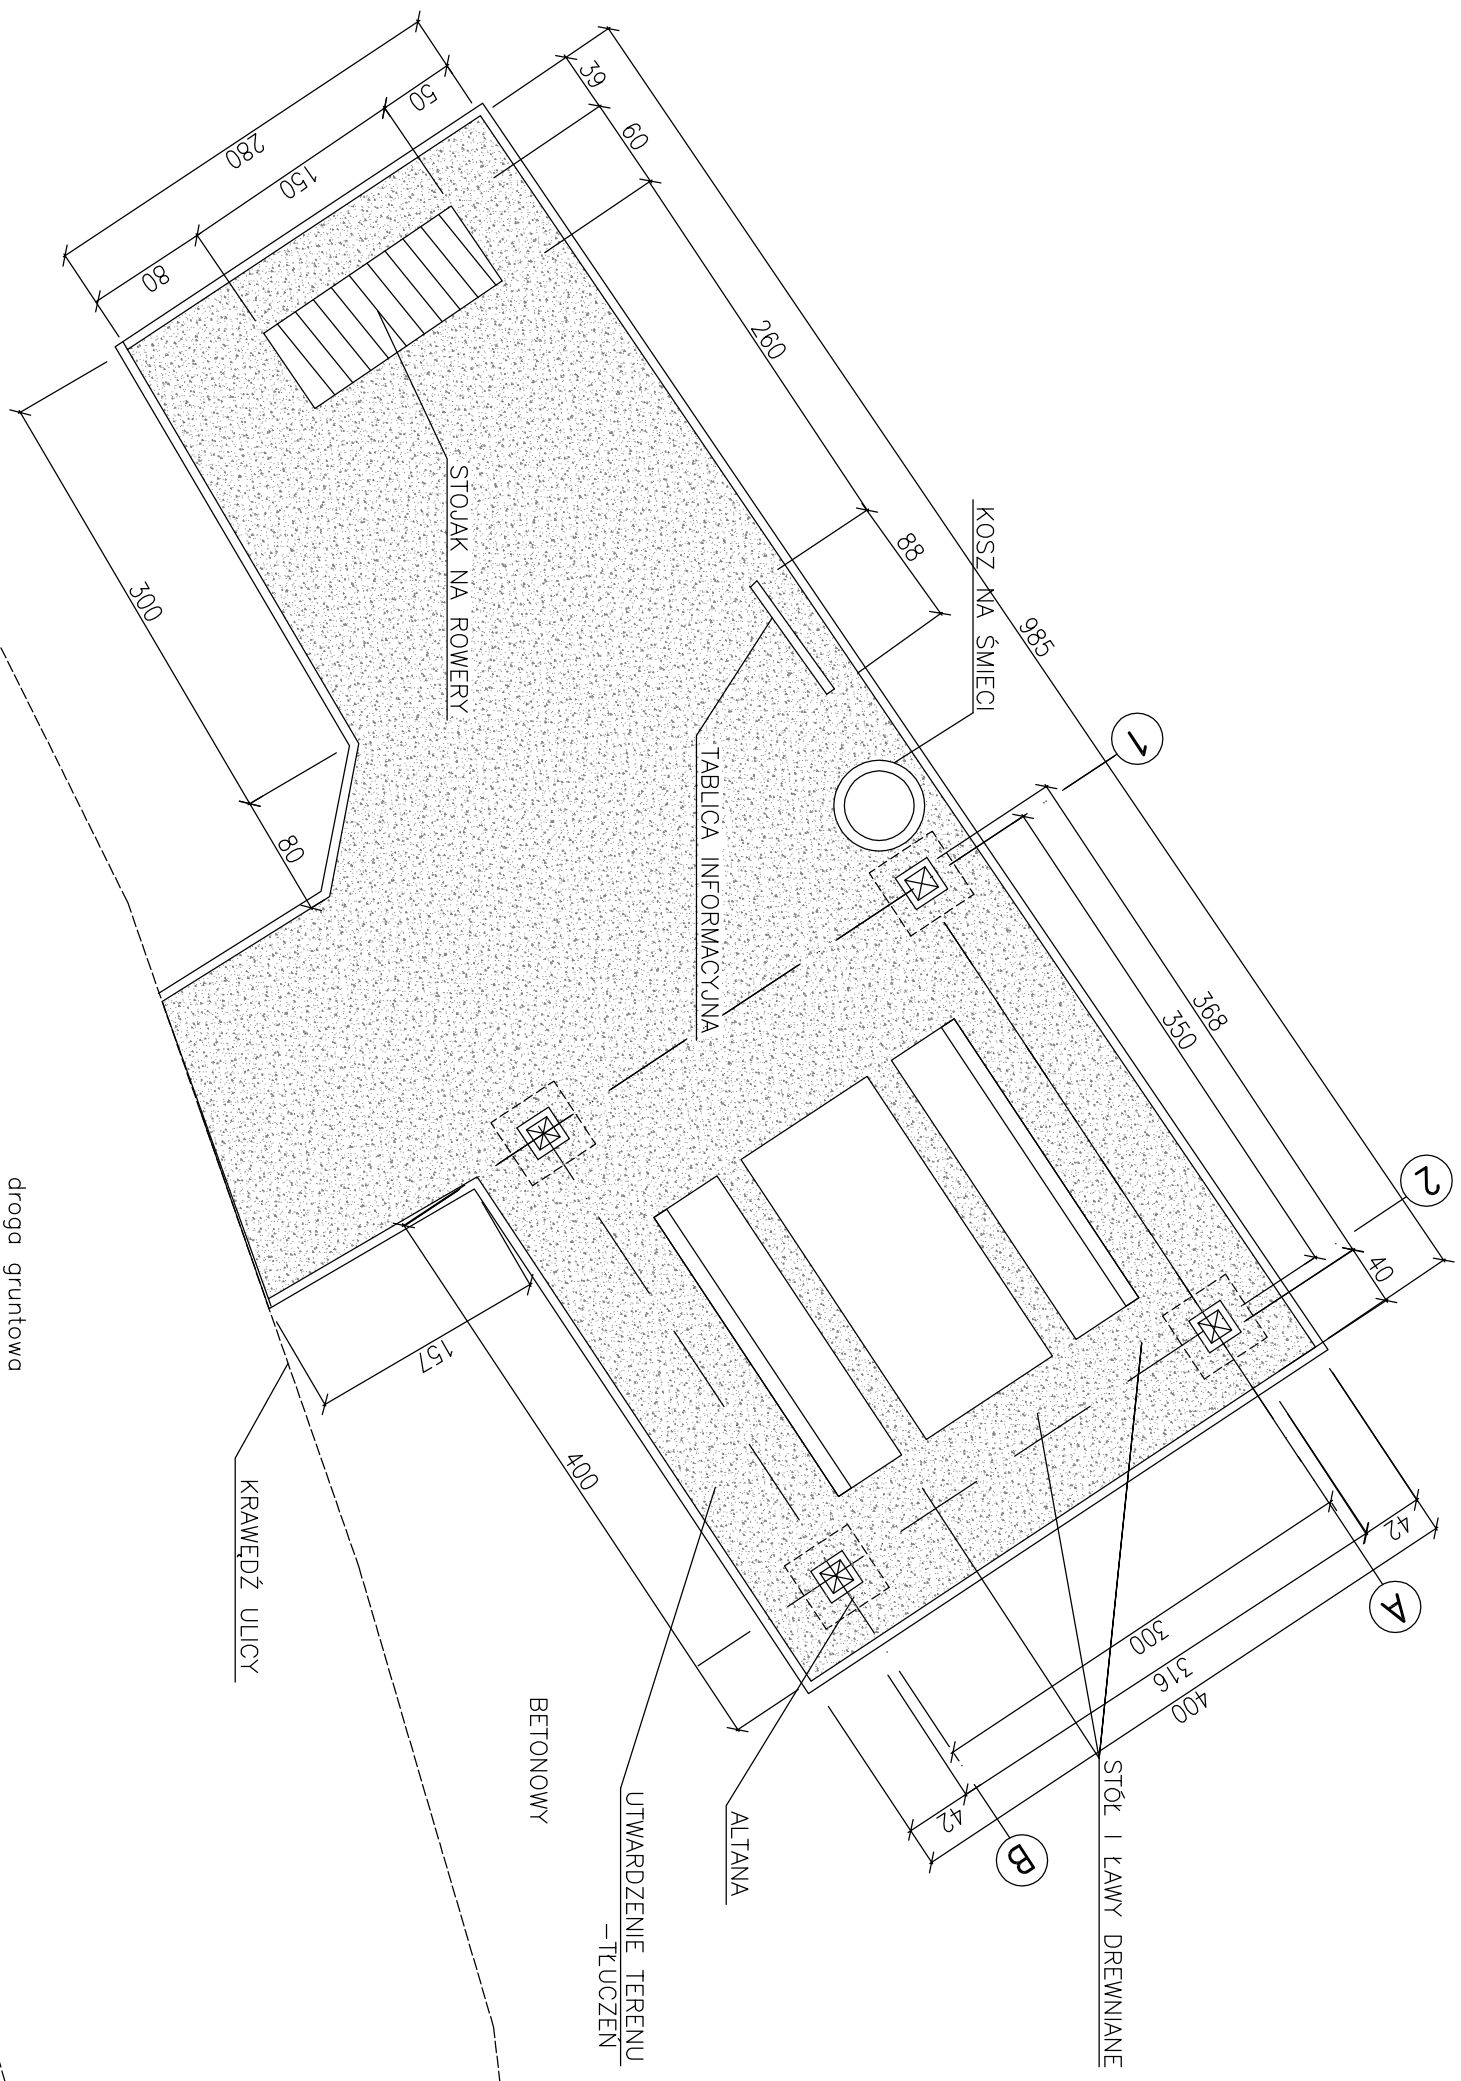 50
150
80
280
39
60
260
88
985
KOSZ NA ŚMIECI
1
2
368
350
40
STOJAK NA ROWERY
TABLICA INFORMACYJNA
300
80
157
400
42
A
300
316
400
42
B
STÓŁ I ŁAWY DREWNIANE
ALTANA
UTWARDZENIE TERENU
-TŁUCZEŃ
BETONOWY
KRAWĘDŹ ULICY
droga gruntowa